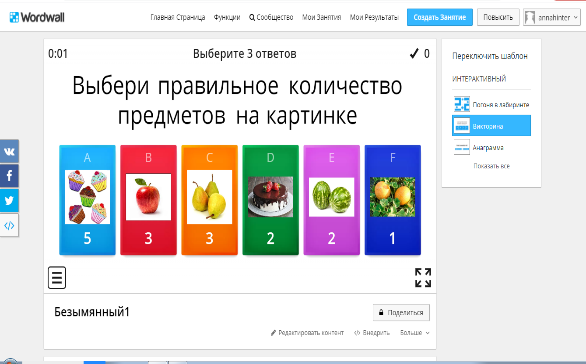 Wordwall
Главная Страница Функции Сообщество Мои Занятия Мои Результаты Создать Занятие Повысить annahinter
0:01 Выберите 3 ответов 0
Выбери правильное количество
предметов на картинке
A B C D E F
5 3 3 2 2 1
Безымянный1
Поделиться
Редактировать контент Внедрить Больше
Переключить шаблон
ИНТЕРАКТИВНЫЙ
Погоня в лабиринте
Викторина
Анаграмма
Показать все